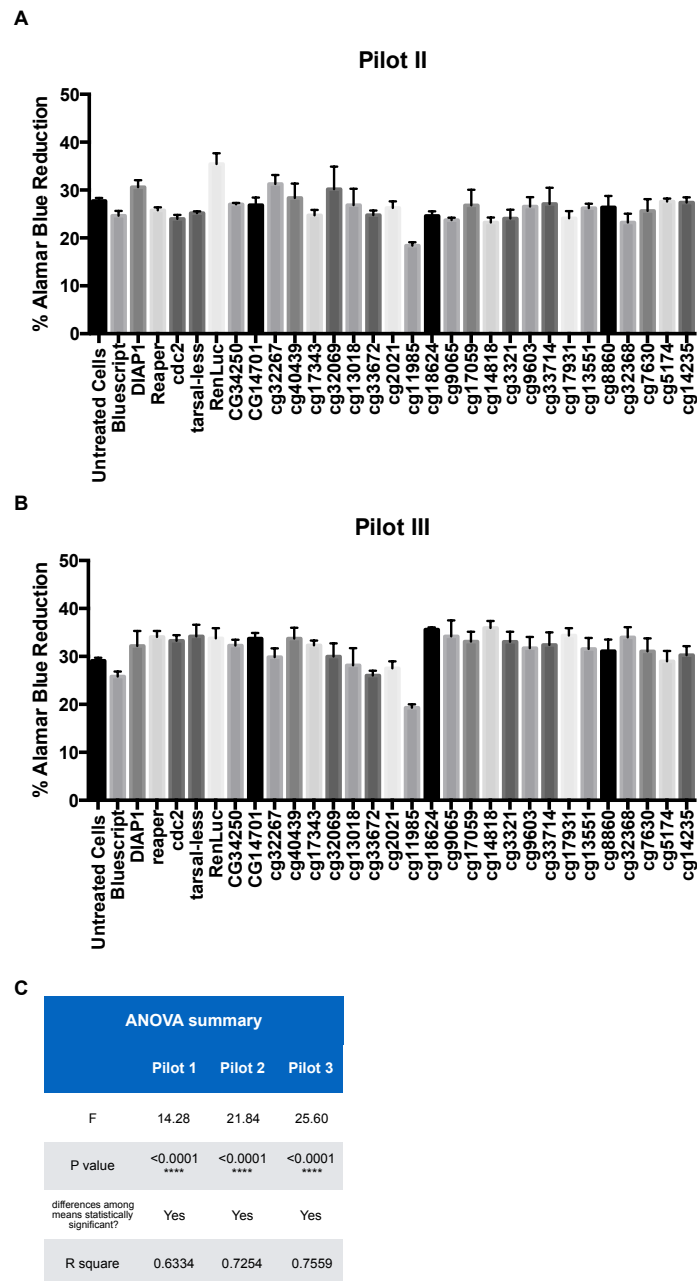 A
Pilot II
% Alamar Blue Reduction
50
40
30
20
10
0
Untreated Cells
Bluescript
DIAP1
Reaper
cdc2
tarsal-less
RenLuc
CG34250
CG14701
cg32267
cg40439
cg17343
cg32069
cg13018
cg33672
cg2021
cg11985
cg18624
cg9065
cg17059
cg14818
cg3321
cg9603
cg33714
cg17931
cg13551
cg8860
cg32368
cg7630
cg5174
cg14235
B
Pilot III
% Alamar Blue Reduction
50
40
30
20
10
0
Untreated Cells
Bluescript
DIAP1
reaper
cdc2
tarsal-less
RenLuc
CG34250
CG14701
cg32267
cg40439
cg17343
cg32069
cg13018
cg33672
cg2021
cg11985
cg18624
cg9065
cg17059
cg14818
cg3321
cg9603
cg33714
cg17931
cg13551
cg8860
cg32368
cg7630
cg5174
cg14235
C
ANOVA summary
Pilot 1 Pilot 2 Pilot 3
F 14.28 21.84 25.60
P value <0.0001 **** <0.0001 **** <0.0001 ****
differences among
means statistically
significant? Yes Yes Yes
R square 0.6334 0.7254 0.7559